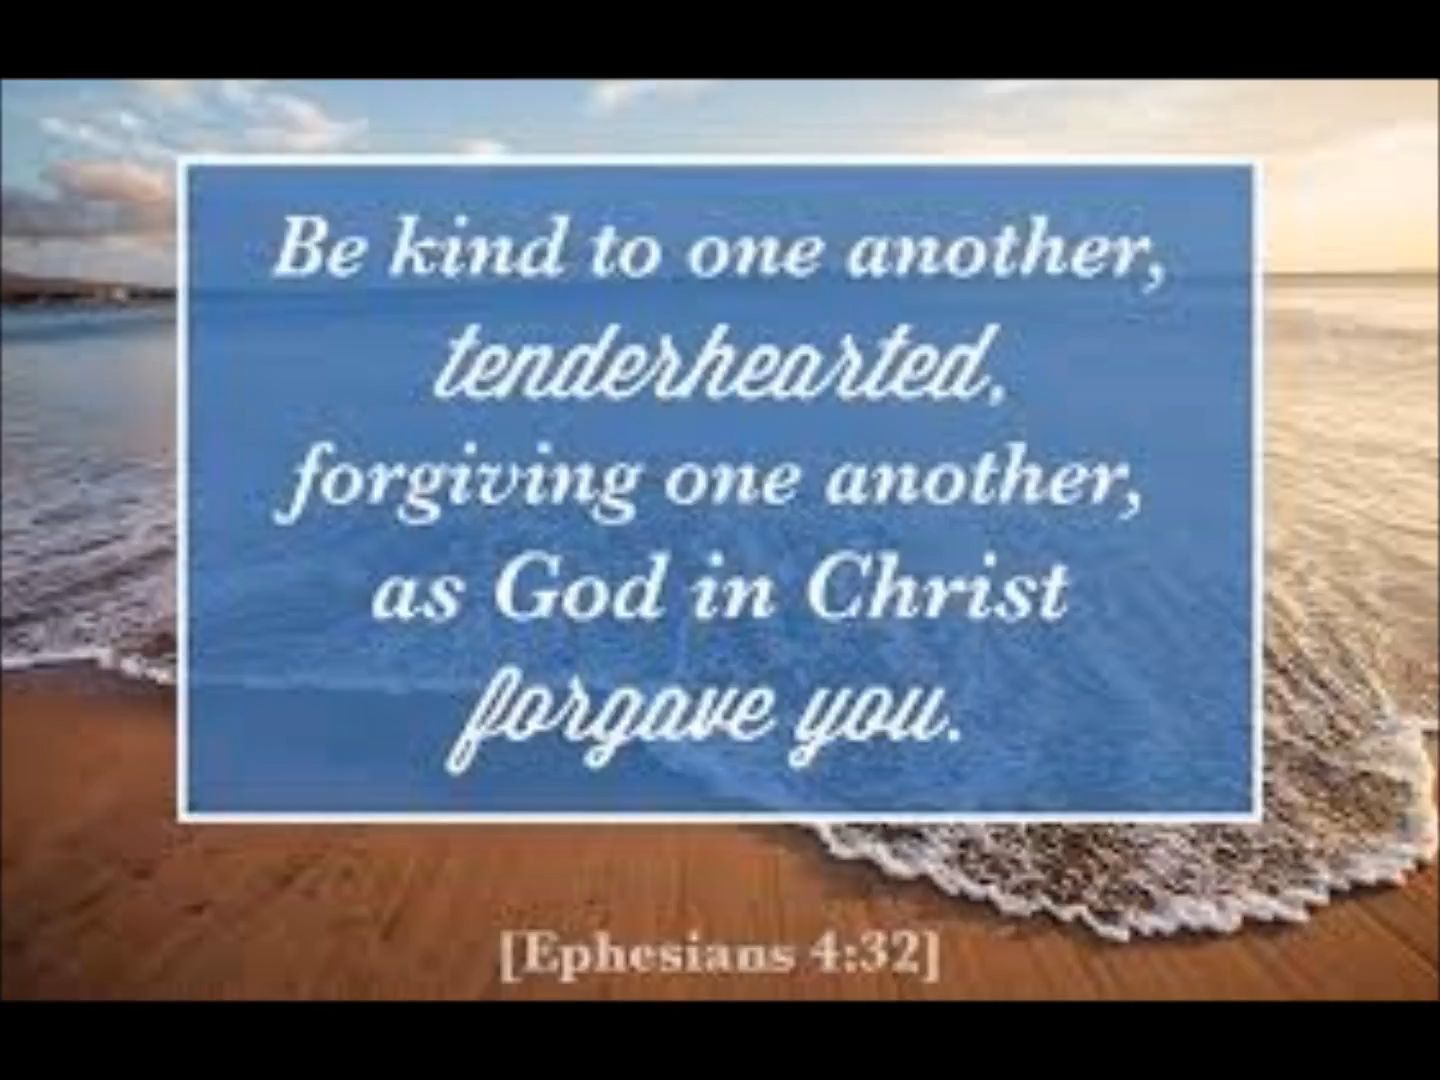 Be kind to one another,
tenderhearted,
forgiving one another,
as God in Christ
forgave you.
[Ephesians 4:32]